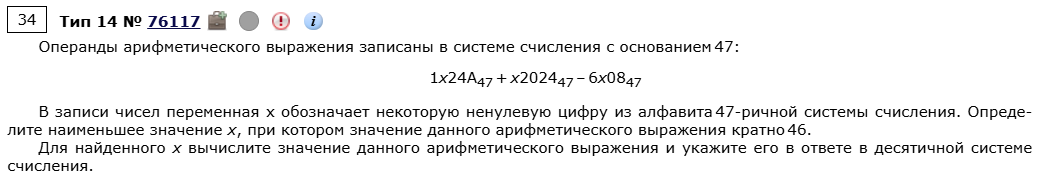 34 Тип 14 № 76117
Операнды арифметического выражения записаны в системе счисления с основанием 47:
1x24A₄₇ + x2024₄₇ – 6x08₄₇
В записи чисел переменная x обозначает некоторую ненулевую цифру из алфавита 47-ричной системы счисления. Опреде-
лите наименьшее значение x, при котором значение данного арифметического выражения кратно 46.
Для найденного x вычислите значение данного арифметического выражения и укажите его в ответе в десятичной системе
счисления.